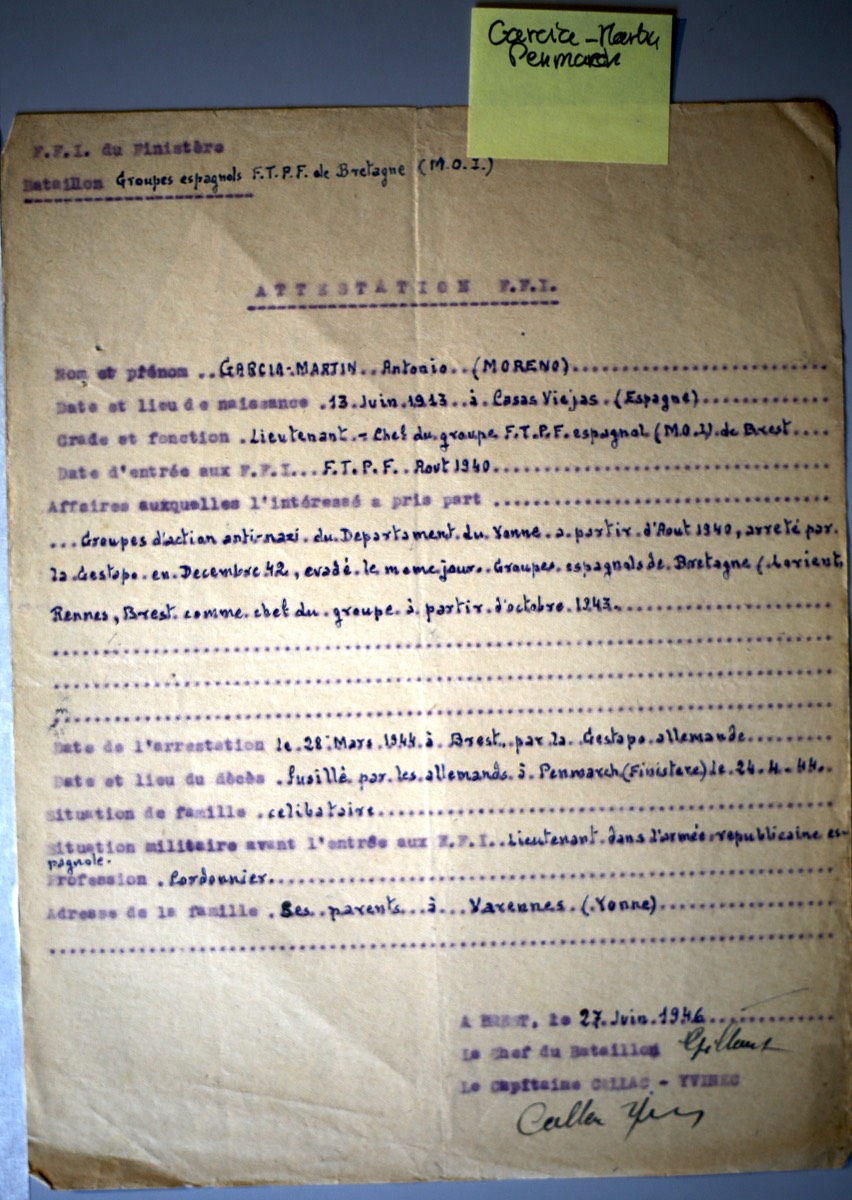 Garcia-Martin
Penmarch
F.F.I. du Finistère
Bataillon Groupes espagnols F.T.P.F. de Bretagne (M.O.I.)
ATTESTATION F.F.I.
Nom et prénom ..GARCIA-MARTIN..Antonio..(MORENO)
Date et lieu de naissance .13.Juin.1913..à Casas Viejas.(Espagne)
Grade et fonction .Lieutenant.-Chef du groupe F.T.P.F. espagnol (M.O.I). de Brest
Date d'entrée aux F.F.I...F.T.P.F..Aout 1940.
Affaires auxquelles l'intéressé a pris part
...Groupes d'action anti-nazi du Departament du Yonne a partir d'Aout 1940, arreté par
la Gestapo en Decembre 42, evadé le meme jour. Groupes espagnols de Bretagne (Lorient,
Rennes, Brest comme chef du groupe à partir d'octobre 1943.
Date de l'arrestation le 28 Mars 1944 à Brest, par la Gestapo allemande
Date et lieu du décès .fusillé par les allemands à Penmarch (Finistere) le 24-4-44.
Situation de famille .celibataire
Situation militaire avant l'entrée aux F.F.I..Lieutenant dans l'armée republicaine es-
pagnole.
Profession .Cordonnier
Adresse de la famille .Ses parents à Varennes.(Yonne)
A BREST, le 27 Juin 1946
Le Chef du Bataillon
Le Capitaine CALLAC - YVINEC